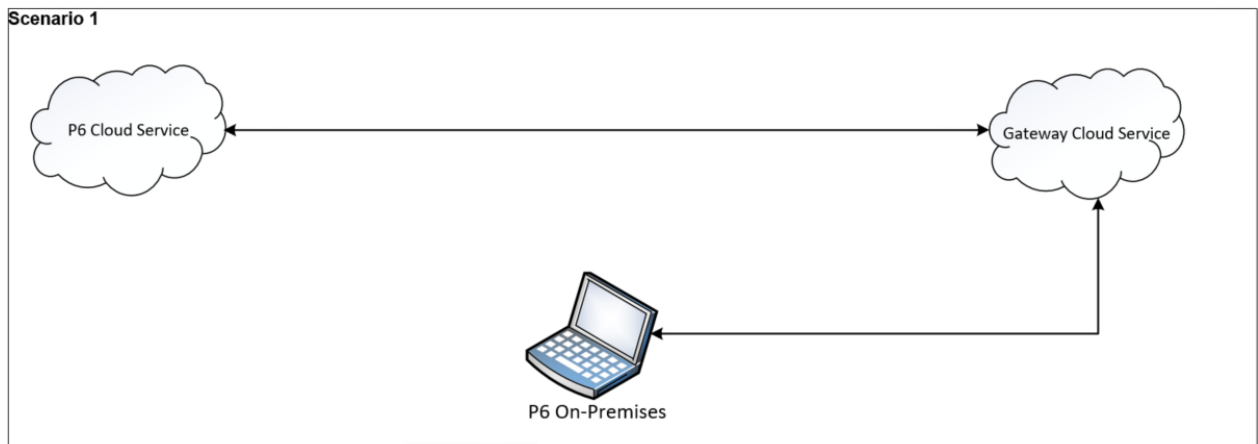 Scenario 1
P6 Cloud Service
Gateway Cloud Service
P6 On-Premises